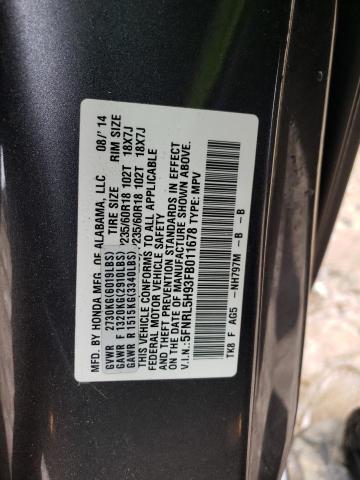 MFD. BY HONDA MFG. OF ALABAMA, LLC 08/'14
GVWR 2730KG(6019LBS) TIRE SIZE RIM SIZE
GAWR F 1320KG(2910LBS) P235/60R18 102T 18X7J
GAWR R 1515KG(3340LBS) P235/60R18 102T 18X7J
THIS VEHICLE CONFORMS TO ALL APPLICABLE
FEDERAL MOTOR VEHICLE SAFETY
AND THEFT PREVENTION STANDARDS IN EFFECT
ON THE DATE OF MANUFACTURE SHOWN ABOVE.
V.I.N.:5FNRL5H93FB011678 TYPE: MPV
TK8 F AG5 -NH797M -B -B